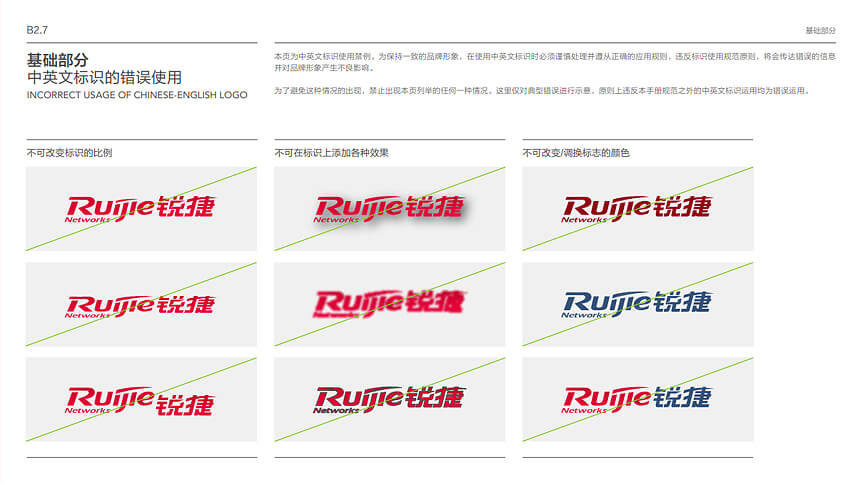 B2.7
基础部分
基础部分
中英文标识的错误使用
INCORRECT USAGE OF CHINESE-ENGLISH LOGO
本页为中英文标识使用禁例。为保持一致的品牌形象，在使用中英文标识时必须谨慎处理并遵从正确的应用规则，违反标识使用规范原则，将会传达错误的信息
并对品牌形象产生不良影响。
为了避免这种情况的出现，禁止出现本页列举的任何一种情况。这里仅对典型错误进行示意，原则上违反本手册规范之外的中英文标识运用均为错误运用。
不可改变标识的比例
不可在标识上添加各种效果
不可改变/调换标志的颜色
Ruijie锐捷
Networks
Ruijie锐捷
Networks
Ruijie锐捷
Networks
Ruijie锐捷
Networks
Ruijie锐捷
Networks
Ruijie锐捷
Networks
Ruijie锐捷
Networks
Ruijie锐捷
Networks
Ruijie锐捷
Networks